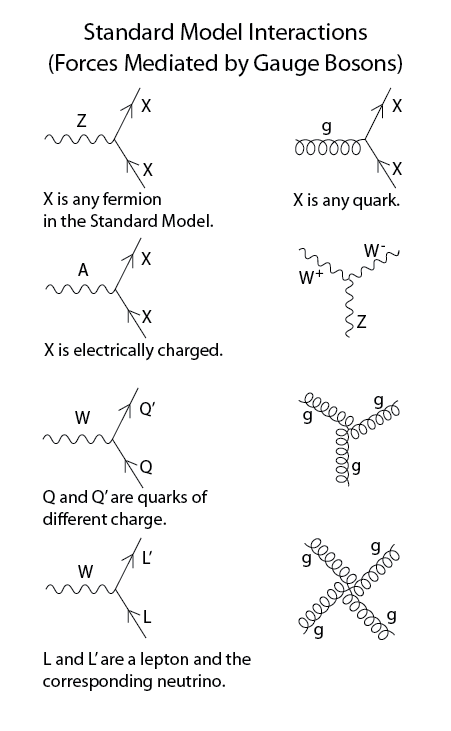 Standard Model Interactions
(Forces Mediated by Gauge Bosons)
Z
X
X
X is any fermion
in the Standard Model.
g
X
X
X is any quark.
A
X
X
X is electrically charged.
W+
W-
Z
W
Q'
Q
Q and Q' are quarks of
different charge.
g
g
g
W
L'
L
L and L' are a lepton and the
corresponding neutrino.
g
g
g
g